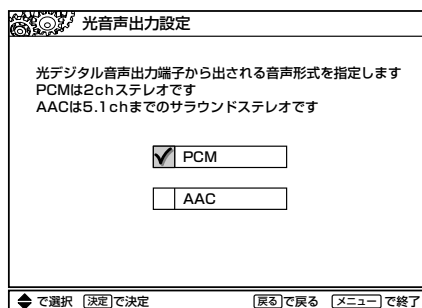 光音声出力設定
光デジタル音声出力端子から出される音声形式を指定します
PCMは2chステレオです
AACは5.1chまでのサラウンドステレオです
PCM
AAC
で選択 決定で決定 戻るで戻る メニューで終了